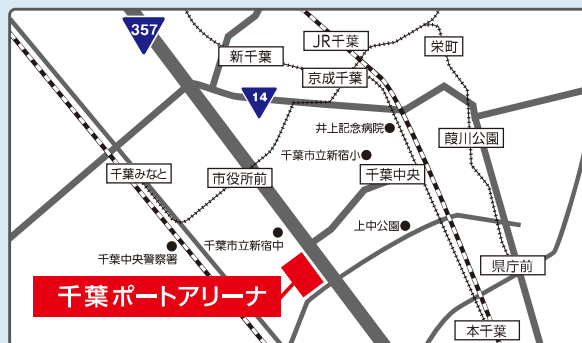 357
JR千葉
栄町
新千葉
京成千葉
14
井上記念病院
葭川公園
千葉市立新宿小
千葉みなと
市役所前
千葉中央
上中公園
千葉市立新宿中
千葉中央警察署
県庁前
千葉ポートアリーナ
本千葉